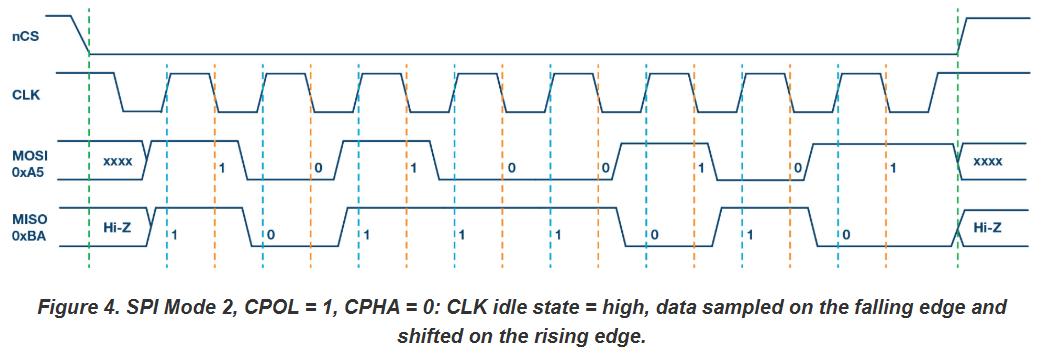 nCS
CLK
MOSI
0xA5
xxxx 1 0 1 0 0 1 0 1 xxxx
MISO
0xBA
Hi-Z 1 0 1 1 1 0 1 0 Hi-Z
Figure 4. SPI Mode 2, CPOL = 1, CPHA = 0: CLK idle state = high, data sampled on the falling edge and
shifted on the rising edge.